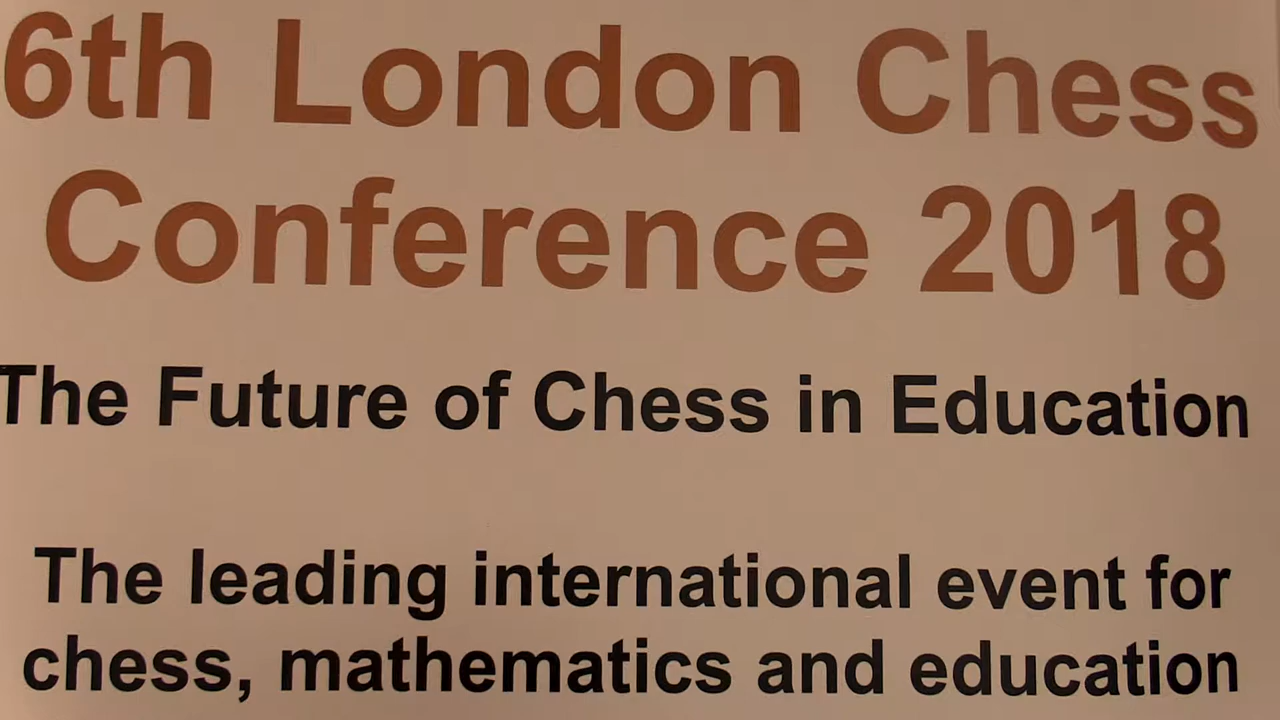 6th London Chess
Conference 2018
The Future of Chess in Education
The leading international event for
chess, mathematics and education